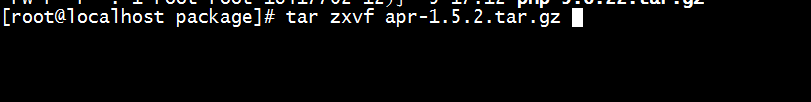 [root@localhost package]# tar zxvf apr-1.5.2.tar.gz